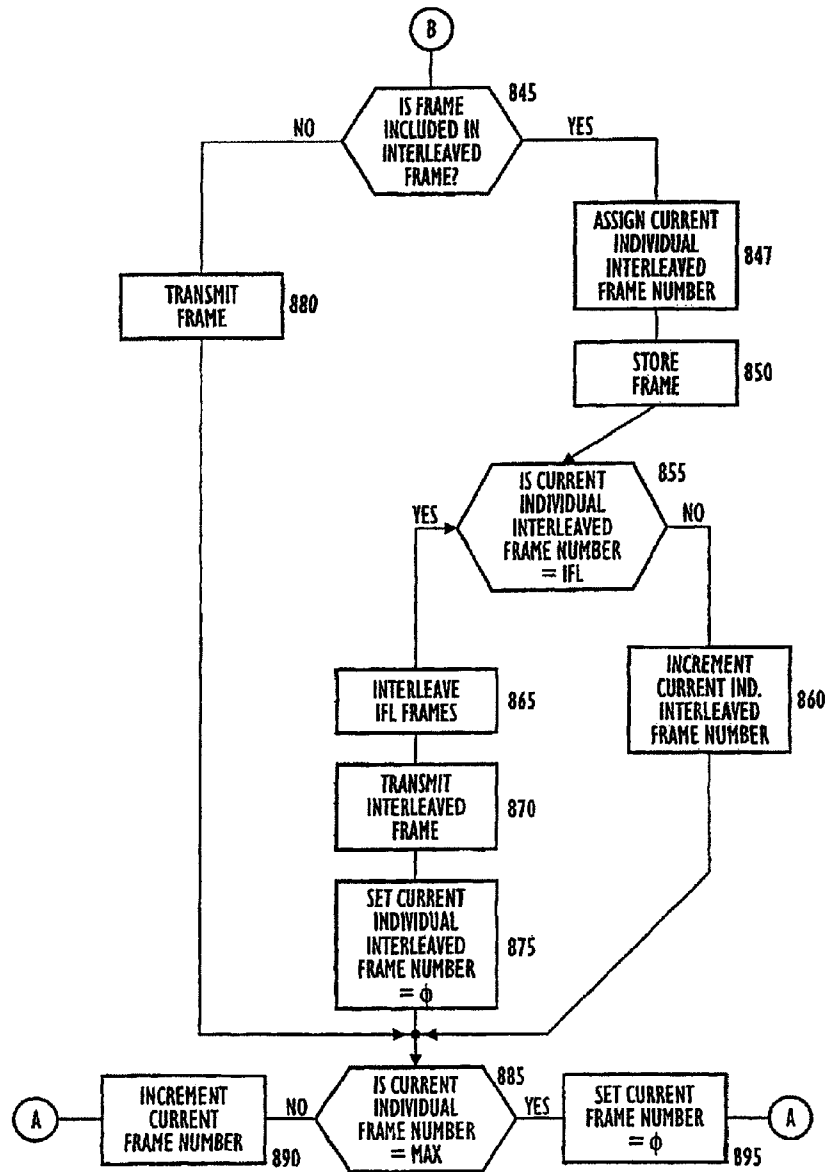 B
845
IS FRAME
INCLUDED IN
INTERLEAVED
FRAME?
NO
YES
ASSIGN CURRENT
INDIVIDUAL
INTERLEAVED
FRAME NUMBER
847
TRANSMIT
FRAME
880
STORE
FRAME
850
855
IS CURRENT
INDIVIDUAL
INTERLEAVED
FRAME NUMBER
= IFL
YES
NO
INTERLEAVE
IFL FRAMES
865
INCREMENT
CURRENT IND.
INTERLEAVED
FRAME NUMBER
860
TRANSMIT
INTERLEAVED
FRAME
870
SET CURRENT
INDIVIDUAL
INTERLEAVED
FRAME NUMBER
= ϕ
875
A
INCREMENT
CURRENT
FRAME NUMBER
890
NO
IS CURRENT
INDIVIDUAL
FRAME NUMBER
= MAX
885
YES
SET CURRENT
FRAME NUMBER
= ϕ
895
A